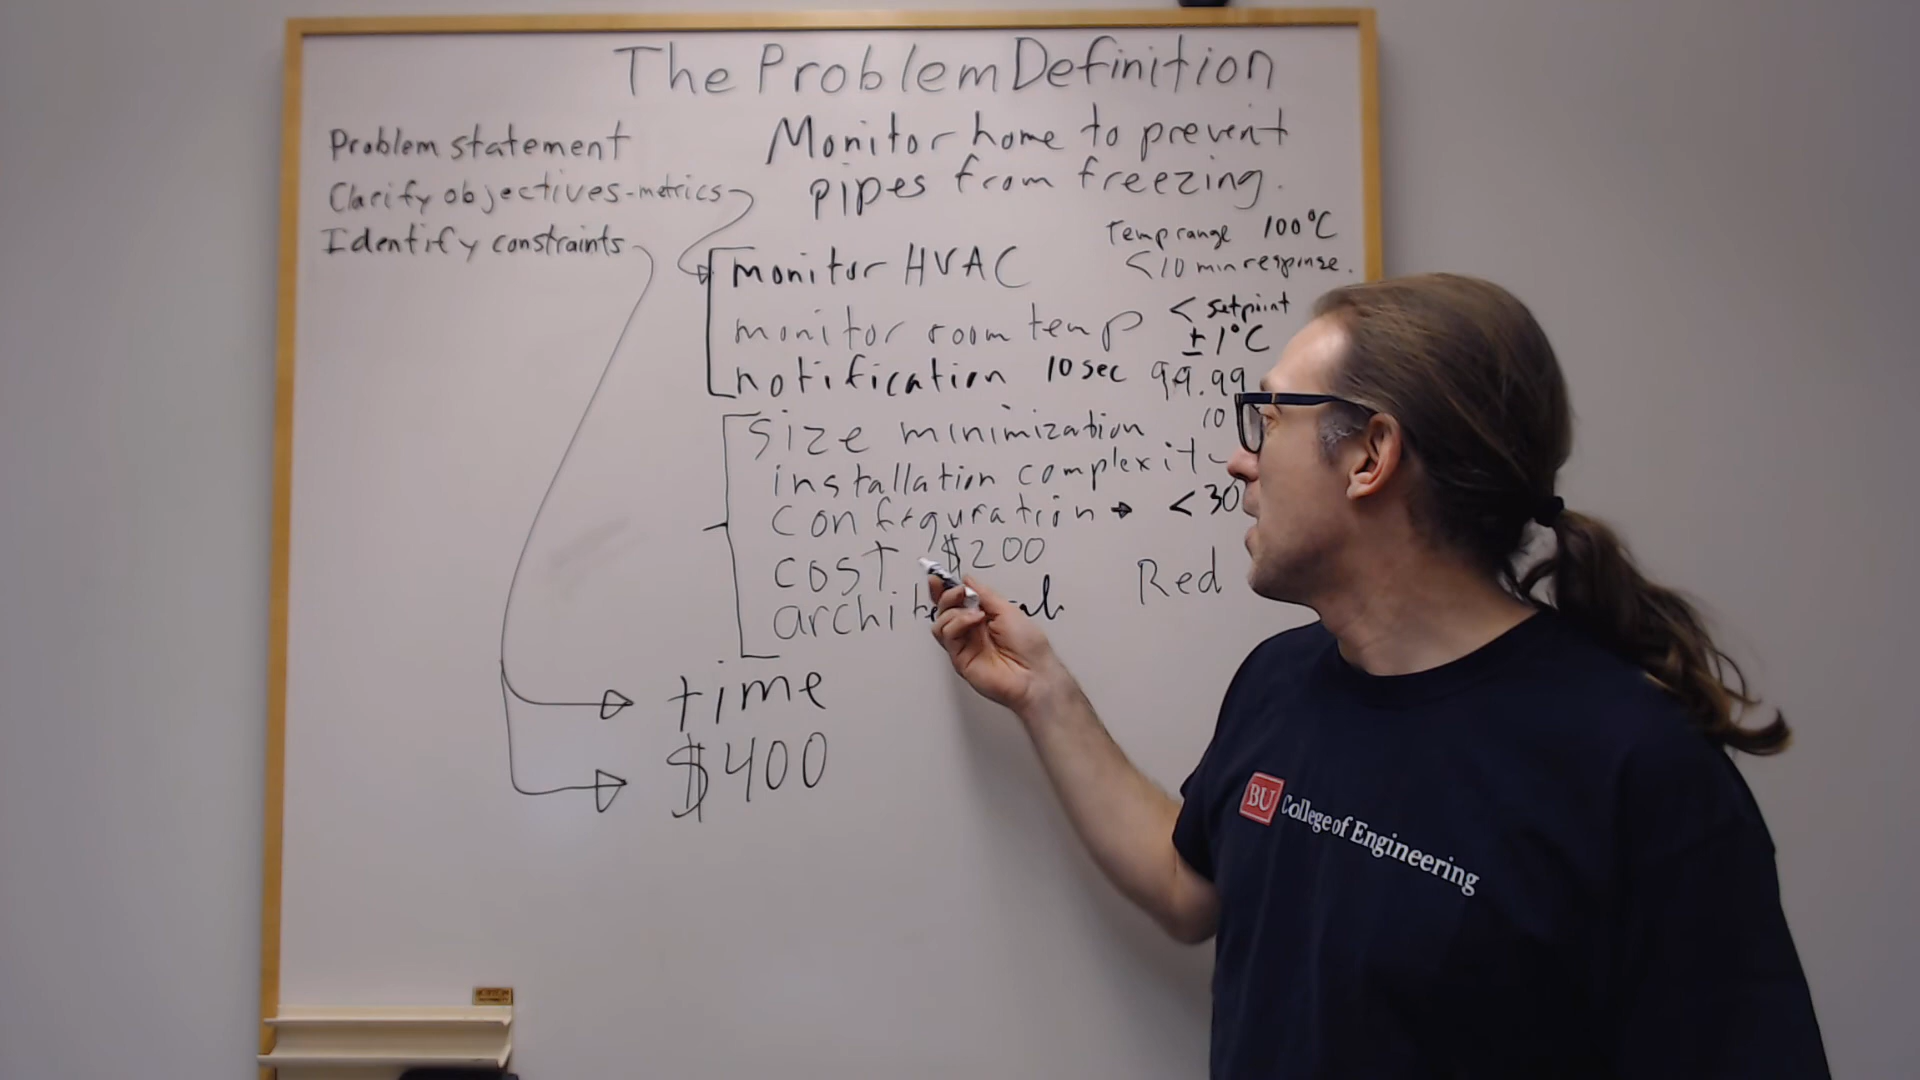 The Problem Definition
Problem statement
Clarify objectives-metrics
Identify constraints
Monitor home to prevent
pipes from freezing.
monitor HVAC
Temp range 100°C
<10 min response.
monitor room temp
< setpoint
±1°C
notification 10sec 99.99
size minimization 10
installation
configuration → <30
cost $200
Red
time
$400
BU College of Engineering